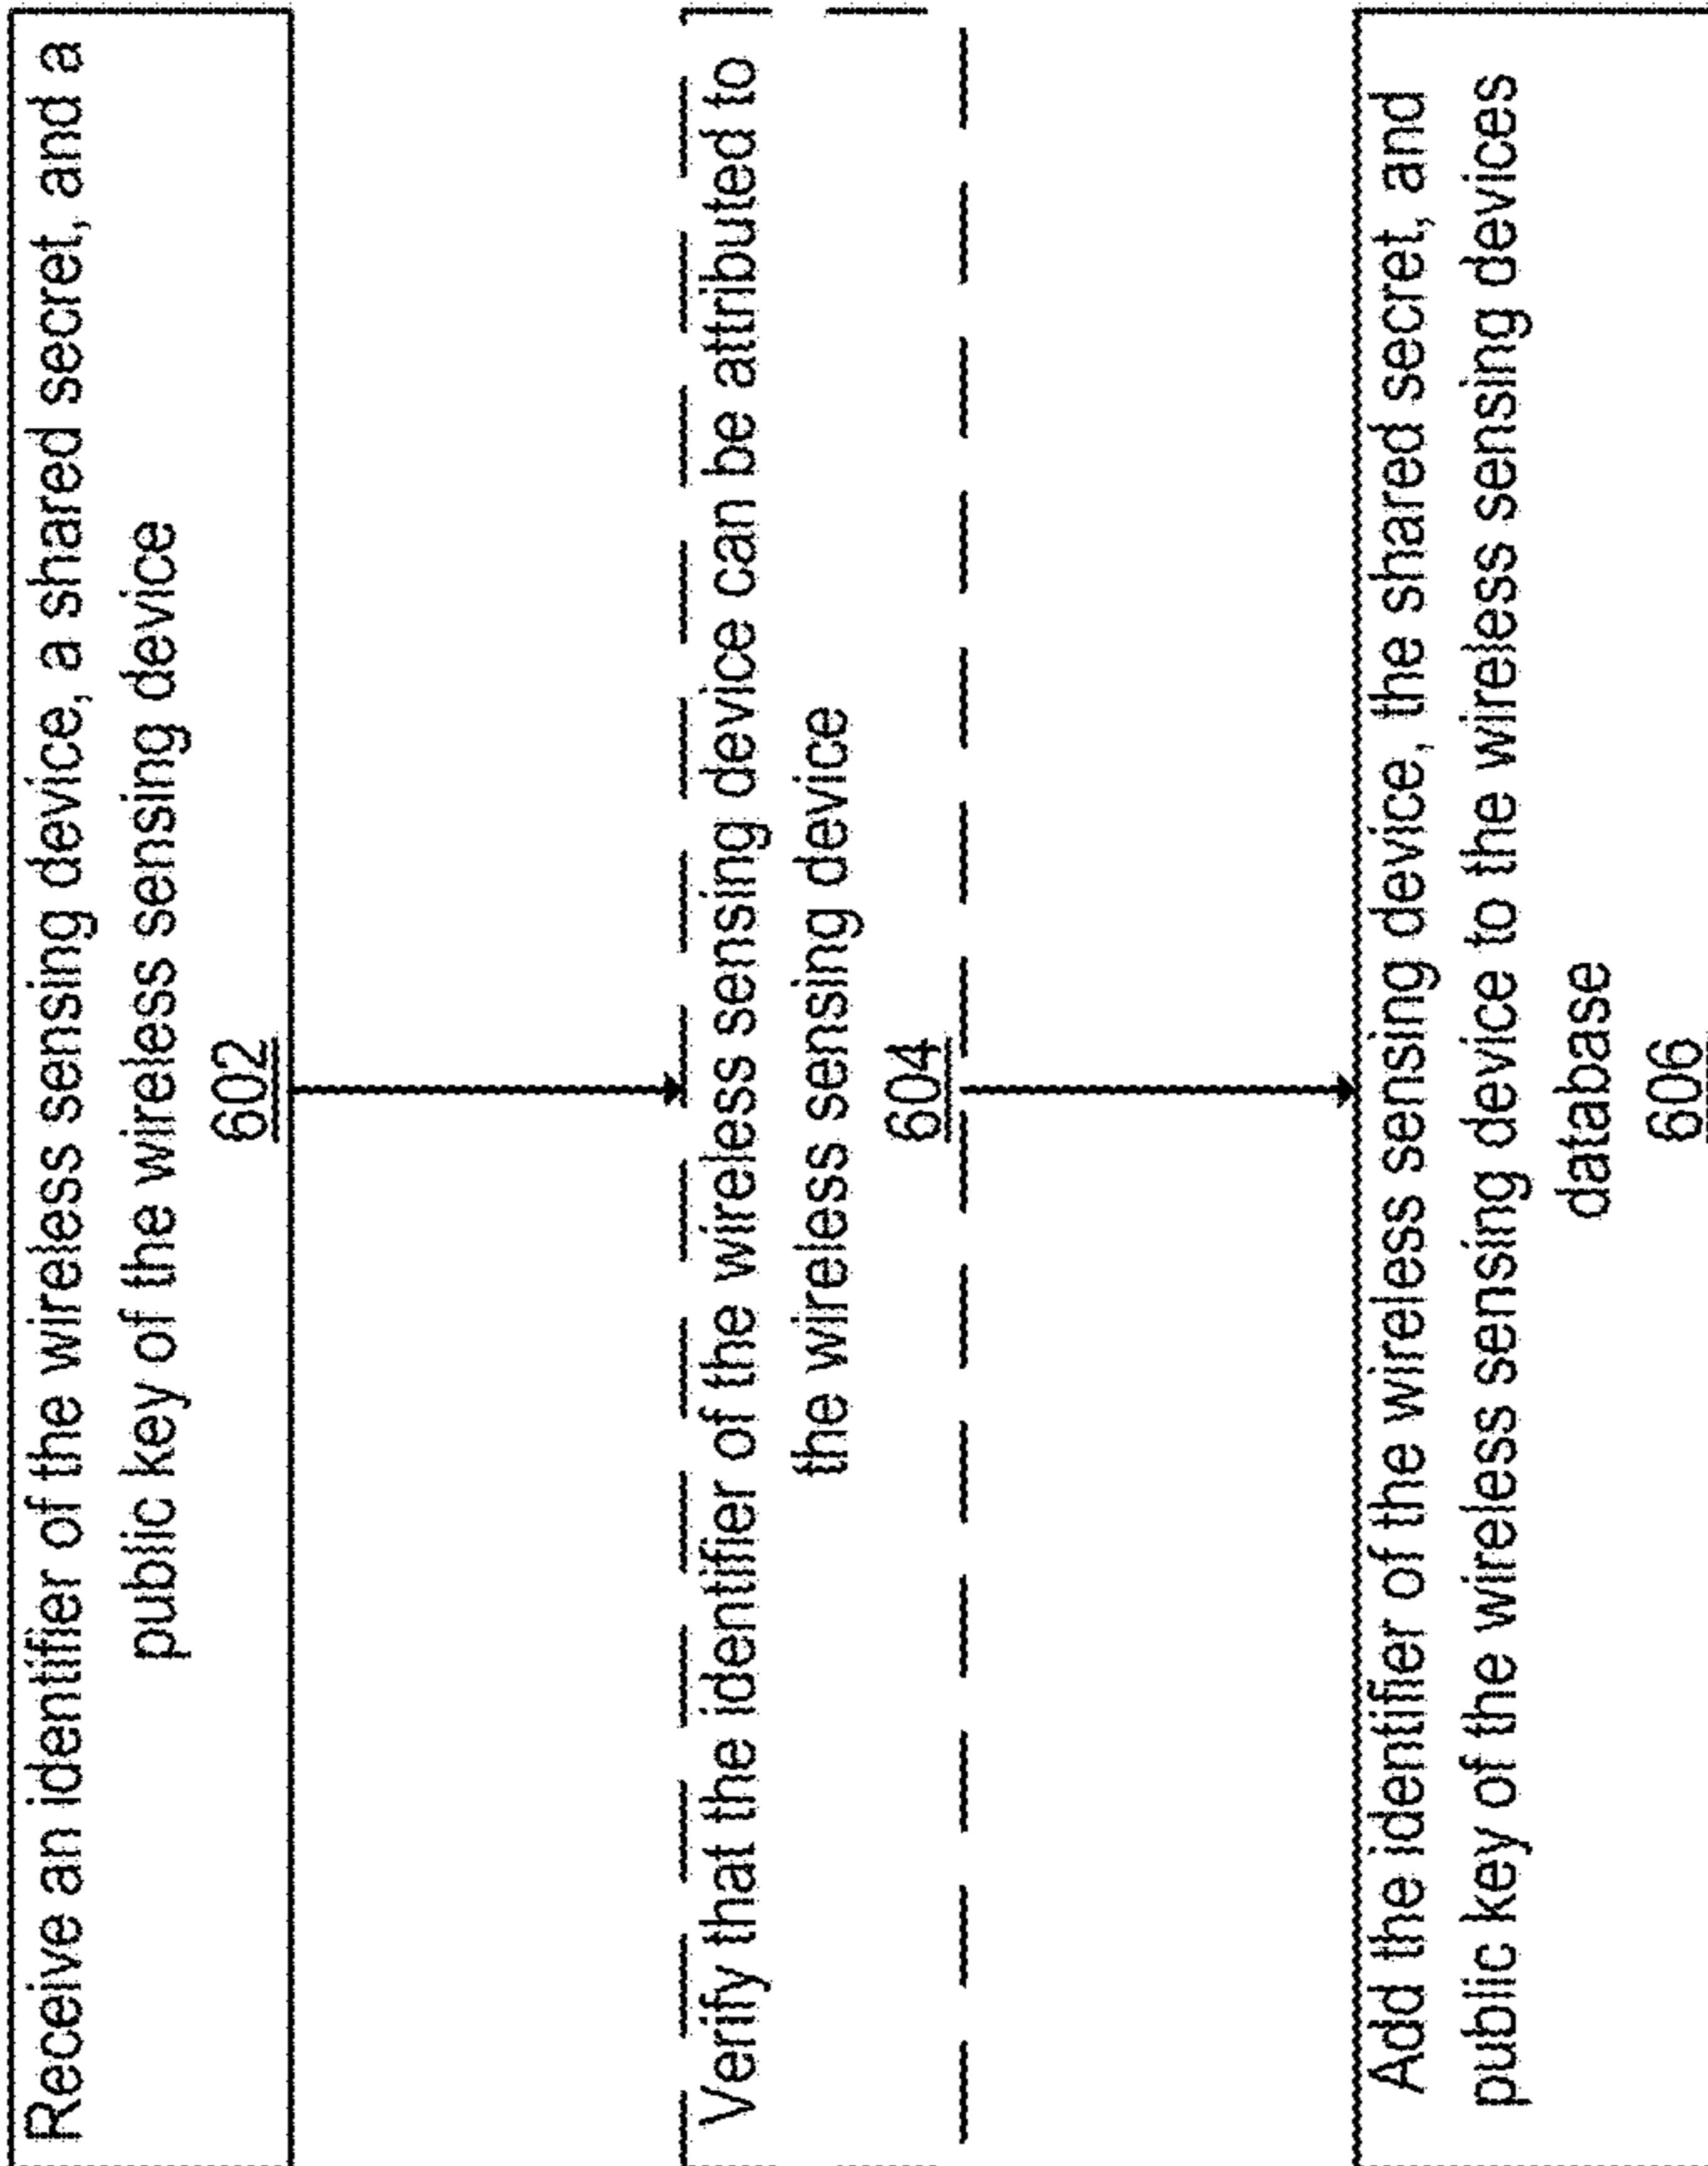 Receive an identifier of the wireless sensing device, a shared secret, and a
public key of the wireless sensing device
602
Verify that the identifier of the wireless sensing device can be attributed to
the wireless sensing device
604
Add the identifier of the wireless sensing device, the shared secret, and
public key of the wireless sensing device to the wireless sensing devices
database
606